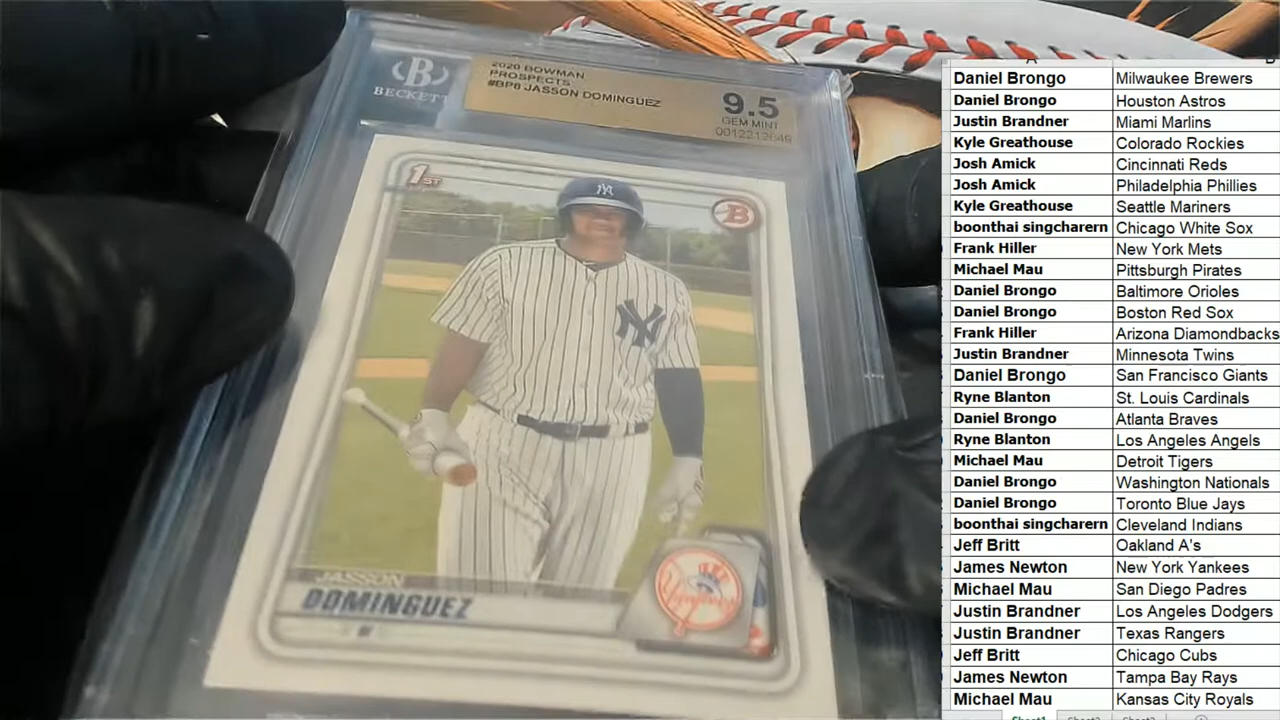 BECKETT
2020 BOWMAN
PROSPECTS
#BP8 JASSON DOMINGUEZ
9.5
GEM MINT
1ST
B
NY
NY
JASSON
DOMINGUEZ
Yankees
A B
Daniel Brongo Milwaukee Brewers
Daniel Brongo Houston Astros
Justin Brandner Miami Marlins
Kyle Greathouse Colorado Rockies
Josh Amick Cincinnati Reds
Josh Amick Philadelphia Phillies
Kyle Greathouse Seattle Mariners
boonthai singcharern Chicago White Sox
Frank Hiller New York Mets
Michael Mau Pittsburgh Pirates
Daniel Brongo Baltimore Orioles
Daniel Brongo Boston Red Sox
Frank Hiller Arizona Diamondbacks
Justin Brandner Minnesota Twins
Daniel Brongo San Francisco Giants
Ryne Blanton St. Louis Cardinals
Daniel Brongo Atlanta Braves
Ryne Blanton Los Angeles Angels
Michael Mau Detroit Tigers
Daniel Brongo Washington Nationals
Daniel Brongo Toronto Blue Jays
boonthai singcharern Cleveland Indians
Jeff Britt Oakland A's
James Newton New York Yankees
Michael Mau San Diego Padres
Justin Brandner Los Angeles Dodgers
Justin Brandner Texas Rangers
Jeff Britt Chicago Cubs
James Newton Tampa Bay Rays
Michael Mau Kansas City Royals